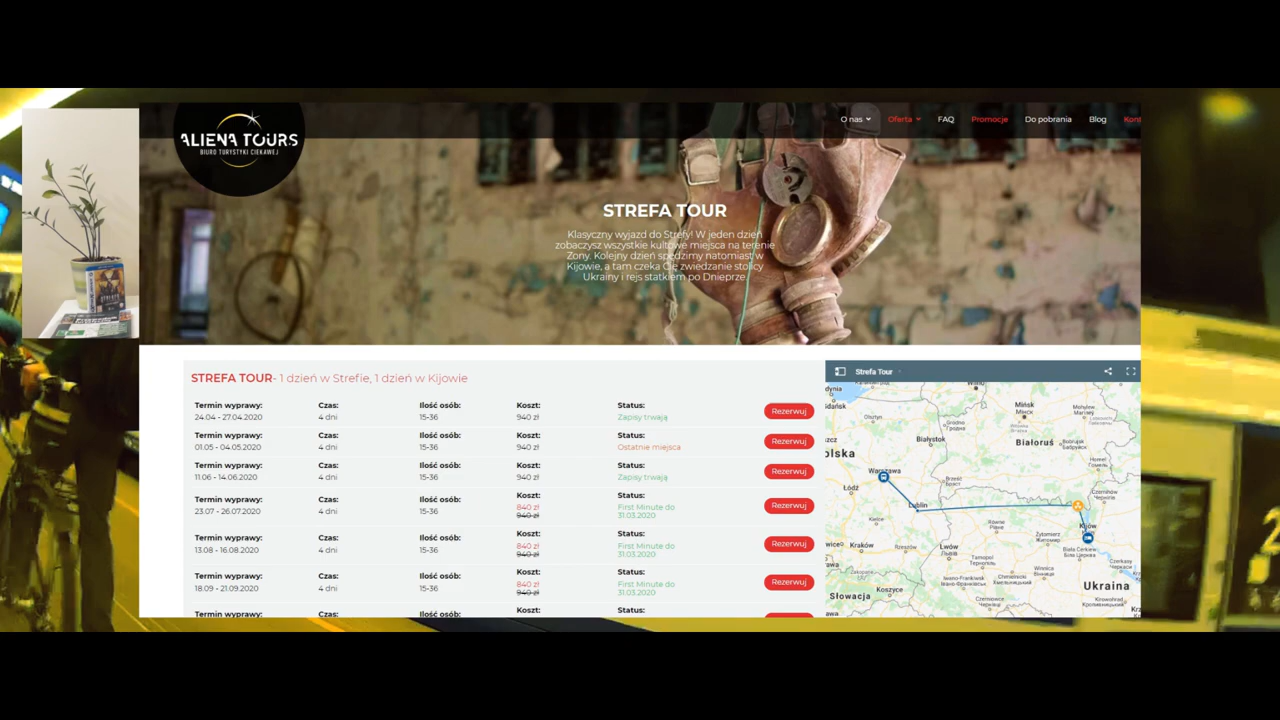 ALIENA TOURS
BIURO TURYSTYKI CIEKAWEJ
O nas
Oferta
FAQ
Promocje
Do pobrania
Blog
STREFA TOUR
Klasyczny wyjazd do Strefy! W jeden dzień
zobaczysz wszystkie kultowe miejsca na terenie
Zony. Kolejny dzień spędzimy natomiast w
Kijowie, a tam czeka Cię zwiedzanie stolicy
Ukrainy i rejs statkiem po Dnieprze.
STREFA TOUR- 1 dzień w Strefie, 1 dzień w Kijowie
Termin wyprawy: Czas: Ilość osób: Koszt: Status:
24.04 - 27.04.2020 4 dni 15-36 940 zł Zapisy trwają Rezerwuj
Termin wyprawy: Czas: Ilość osób: Koszt: Status:
01.05 - 04.05.2020 4 dni 15-36 940 zł Ostatnie miejsca Rezerwuj
Termin wyprawy: Czas: Ilość osób: Koszt: Status:
11.06 - 14.06.2020 4 dni 15-36 940 zł Zapisy trwają Rezerwuj
Termin wyprawy: Czas: Ilość osób: Koszt: Status:
23.07 - 26.07.2020 4 dni 15-36 840 zł First Minute do Rezerwuj
940 zł 31.03.2020
Termin wyprawy: Czas: Ilość osób: Koszt: Status:
13.08 - 16.08.2020 4 dni 15-36 840 zł First Minute do Rezerwuj
940 zł 31.03.2020
Termin wyprawy: Czas: Ilość osób: Koszt: Status:
18.09 - 21.09.2020 4 dni 15-36 840 zł First Minute do Rezerwuj
940 zł 31.03.2020
Termin wyprawy: Czas: Ilość osób: Koszt: Status:
Strefa Tour
Mińsk
Мінск
Olsztyn
Grodno
Białystok
Białoruś
Warszawa
Łódź
Lublin
Kielce
Kijów
Kraków
Rzeszów
Lwów
Львів
Żytomierz
Житомир
Tarnopol
Тернопіль
Zakopane
Koszyce
Słowacja
Ukraina